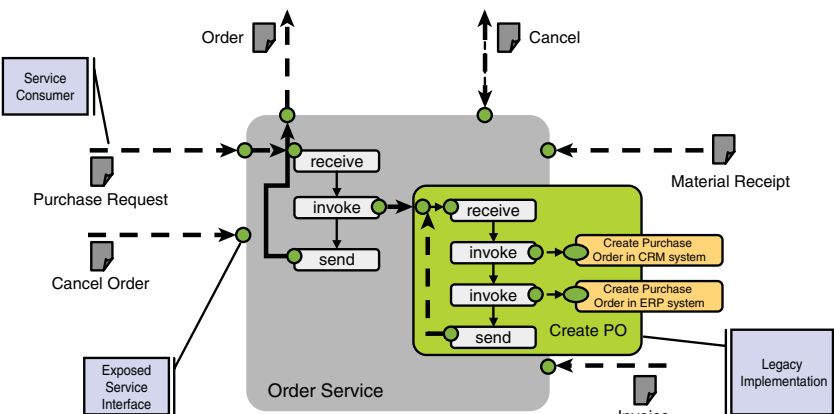 Order
Cancel
Service
Consumer
receive
Purchase Request
Material Receipt
invoke
receive
Cancel Order
send
invoke
Create Purchase
Order in CRM system
invoke
Create Purchase
Order in ERP system
send
Create PO
Exposed
Service
Interface
Order Service
Legacy
Implementation